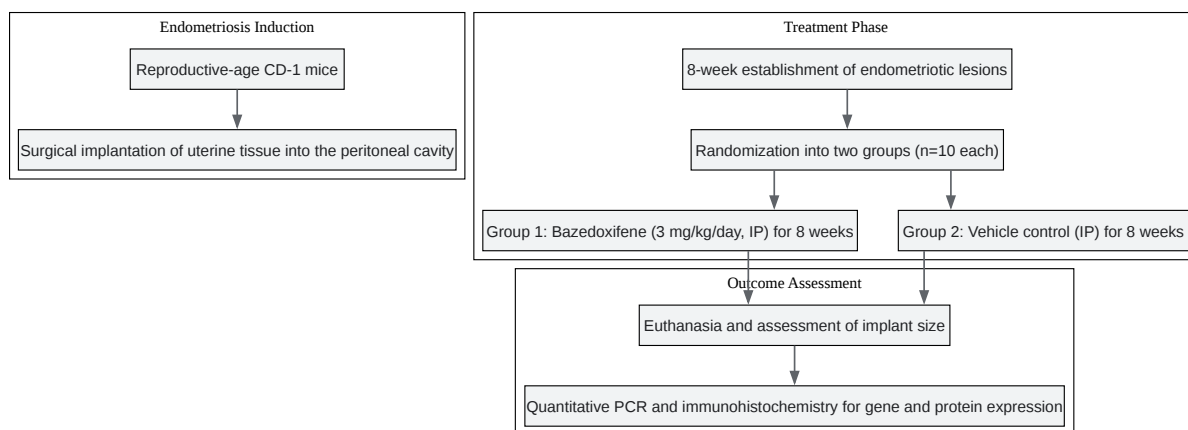 Endometriosis Induction
Reproductive-age CD-1 mice
Surgical implantation of uterine tissue into the peritoneal cavity
Treatment Phase
8-week establishment of endometriotic lesions
Randomization into two groups (n=10 each)
Group 1: Bazedoxifene (3 mg/kg/day, IP) for 8 weeks
Group 2: Vehicle control (IP) for 8 weeks
Outcome Assessment
Euthanasia and assessment of implant size
Quantitative PCR and immunohistochemistry for gene and protein expression